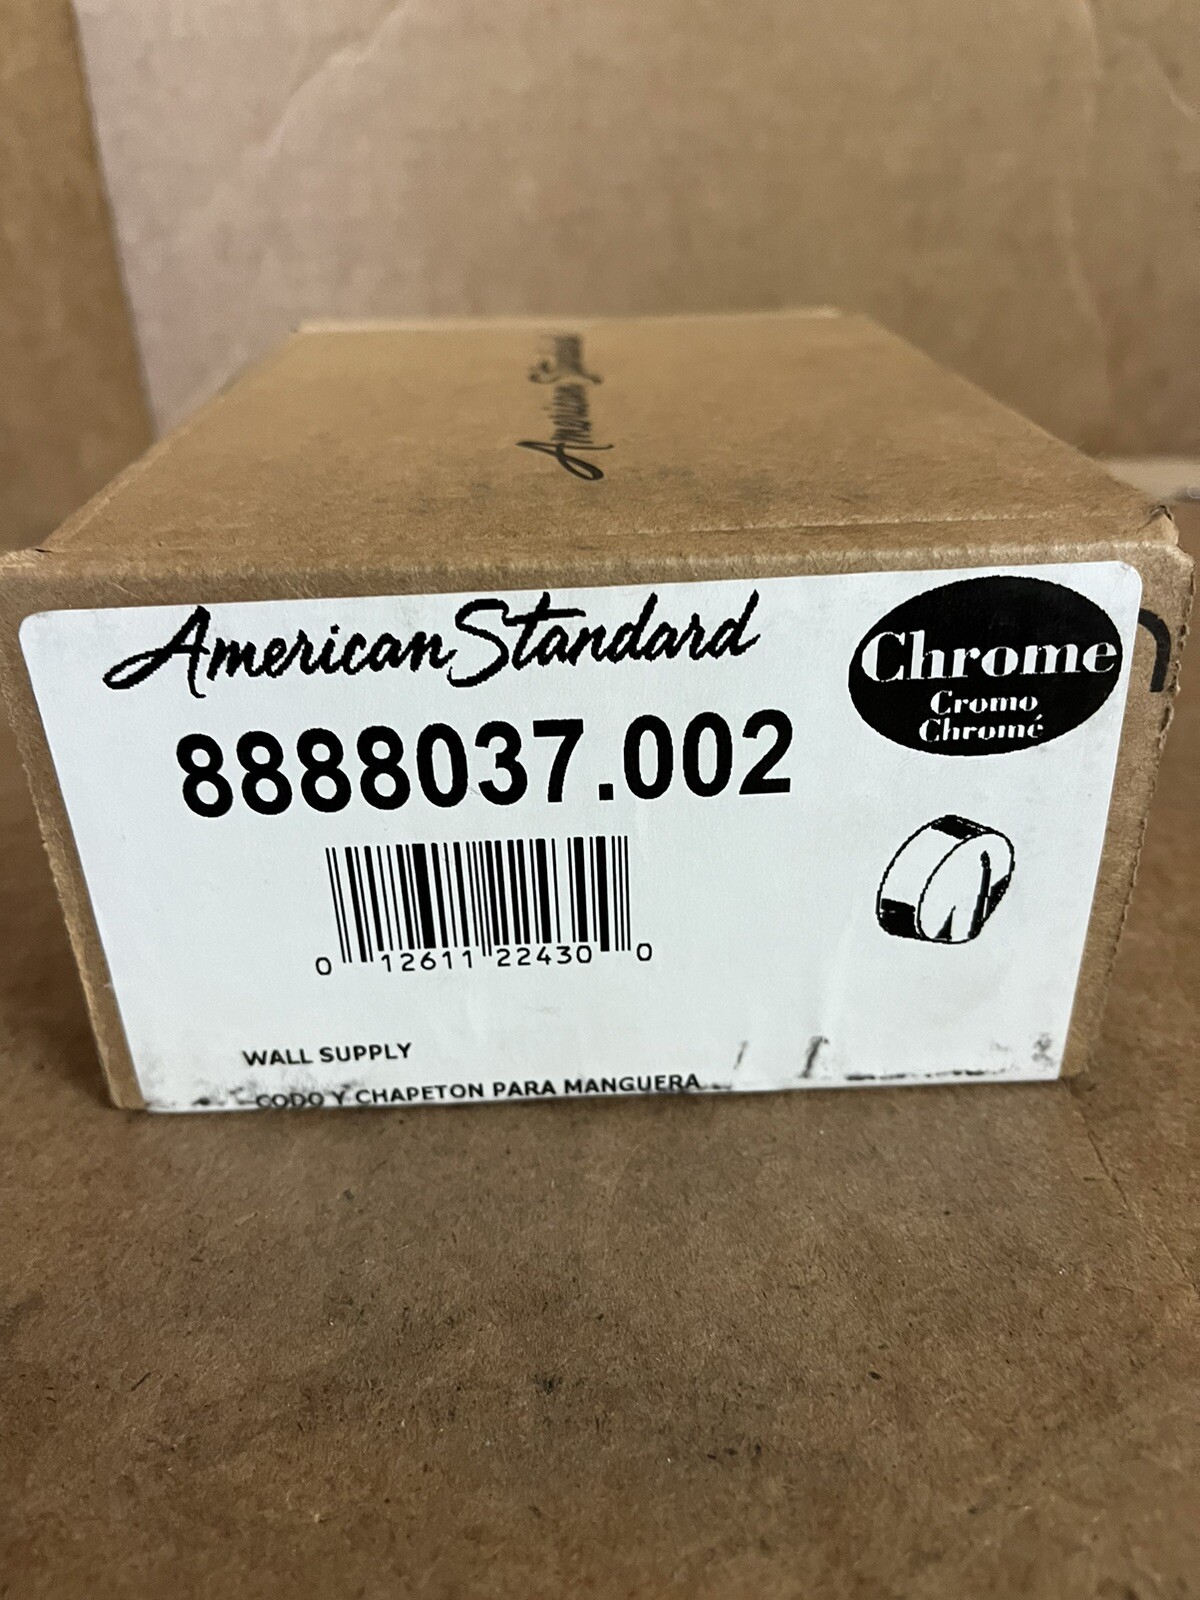 American Standard
American Standard
8888037.002
Chrome
Cromo
Chromé
0 12611 22430 0
WALL SUPPLY
CODO Y CHAPETON PARA MANGUERA